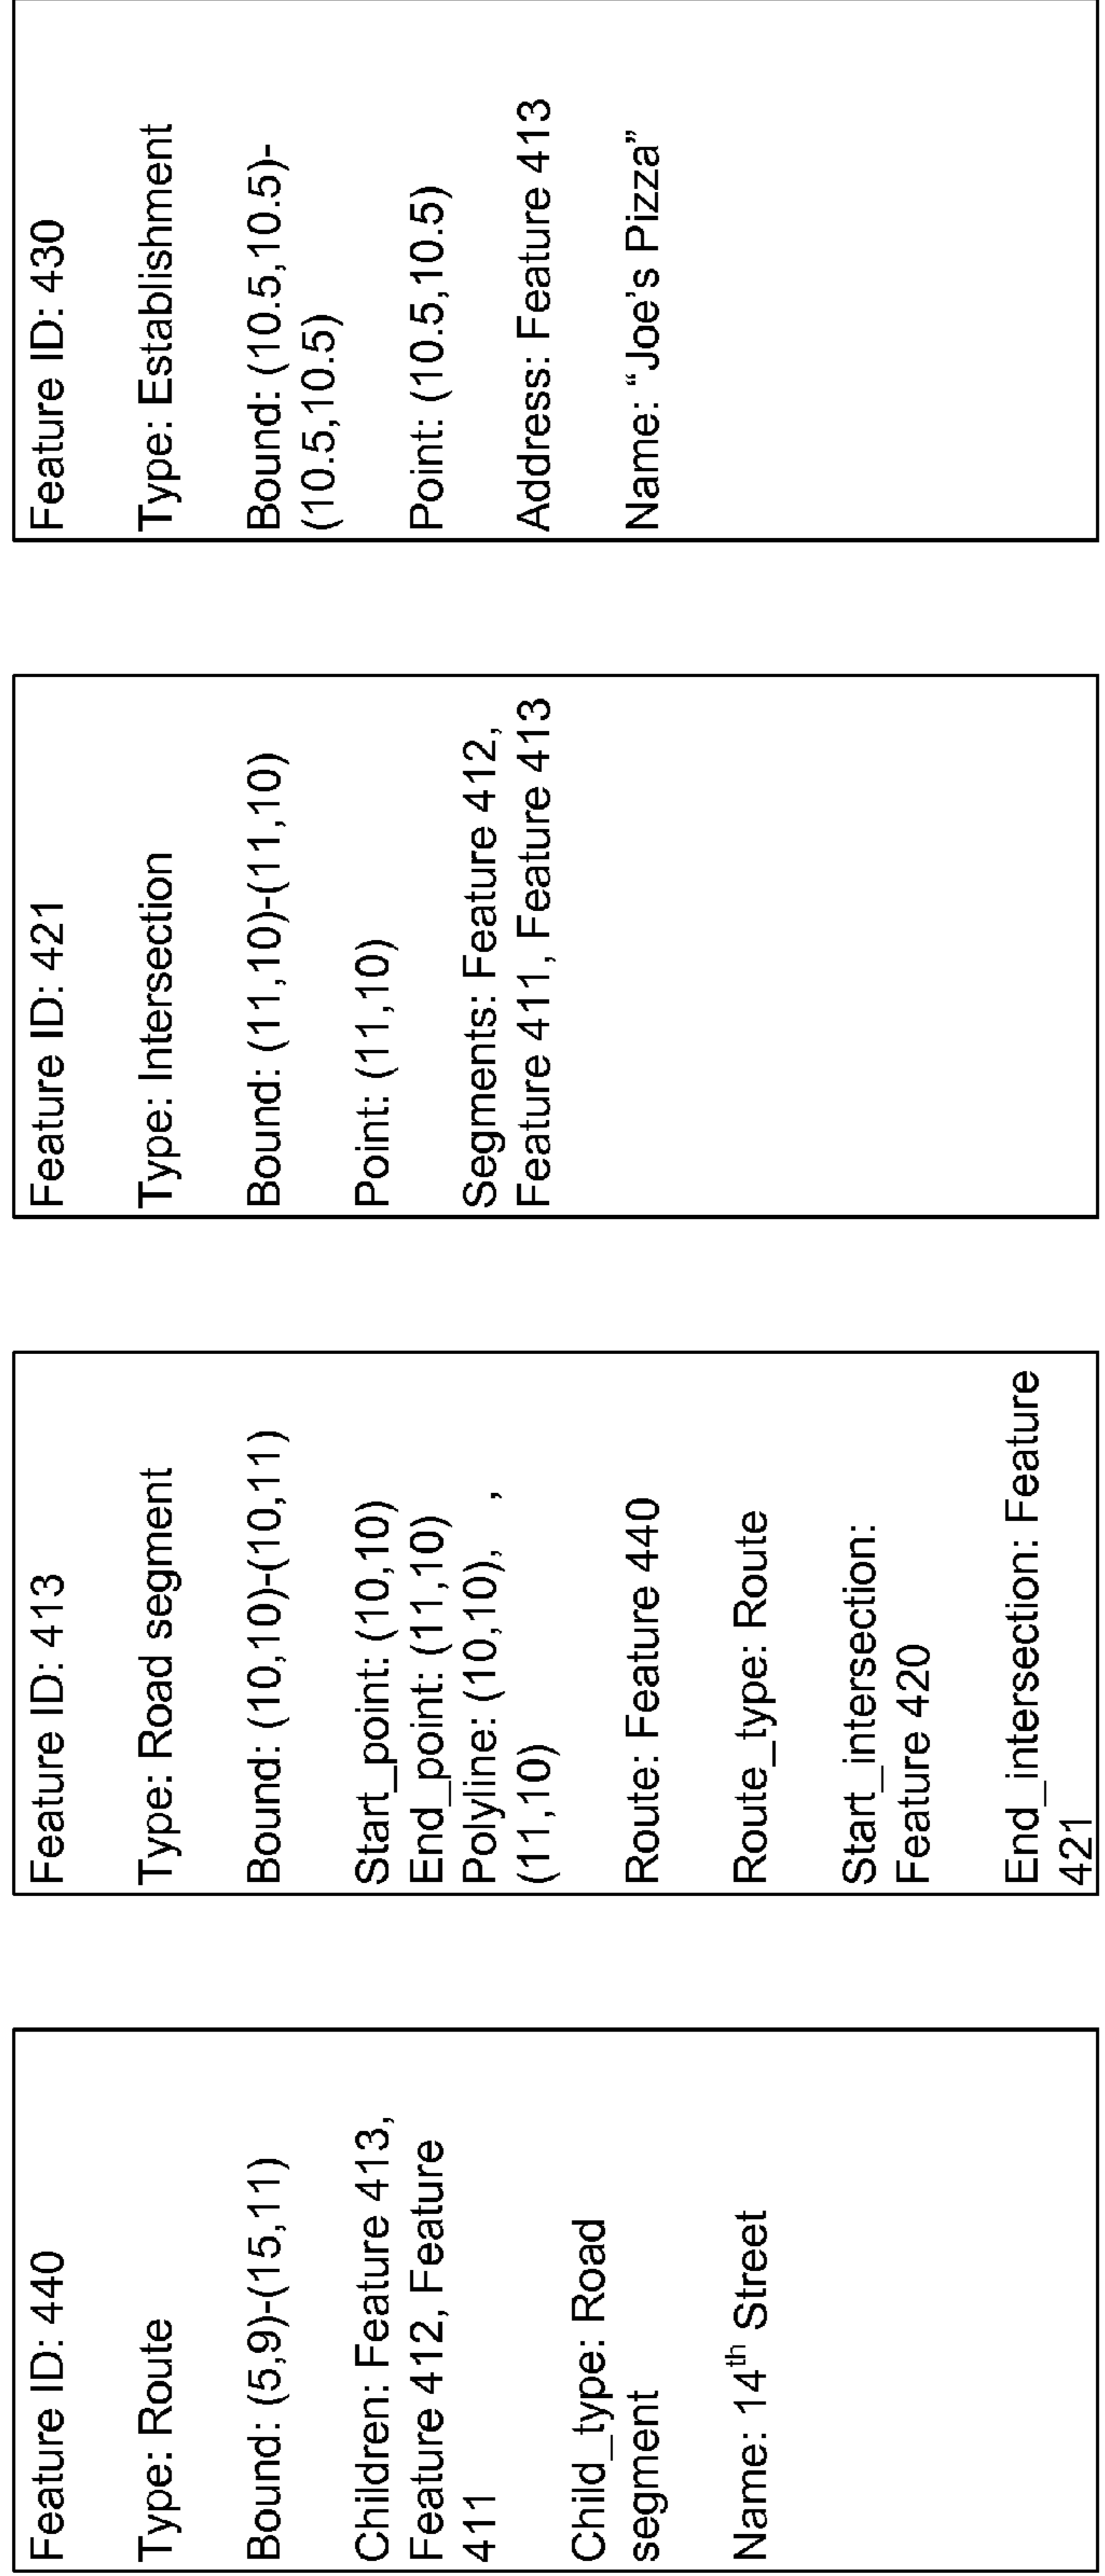 Feature ID: 440
Type: Route
Bound: (5,9)-(15,11)
Children: Feature 413,
Feature 412, Feature
411
Child_type: Road
segment
Name: 14th Street
Feature ID: 413
Type: Road segment
Bound: (10,10)-(10,11)
Start_point: (10,10)
End_point: (11,10)
Polyline: (10,10), ,
(11,10)
Route: Feature 440
Route_type: Route
Start_intersection:
Feature 420
End_intersection: Feature
421
Feature ID: 421
Type: Intersection
Bound: (11,10)-(11,10)
Point: (11,10)
Segments: Feature 412,
Feature 411, Feature 413
Feature ID: 430
Type: Establishment
Bound: (10.5,10.5)-
(10.5,10.5)
Point: (10.5,10.5)
Address: Feature 413
Name: “Joe’s Pizza”